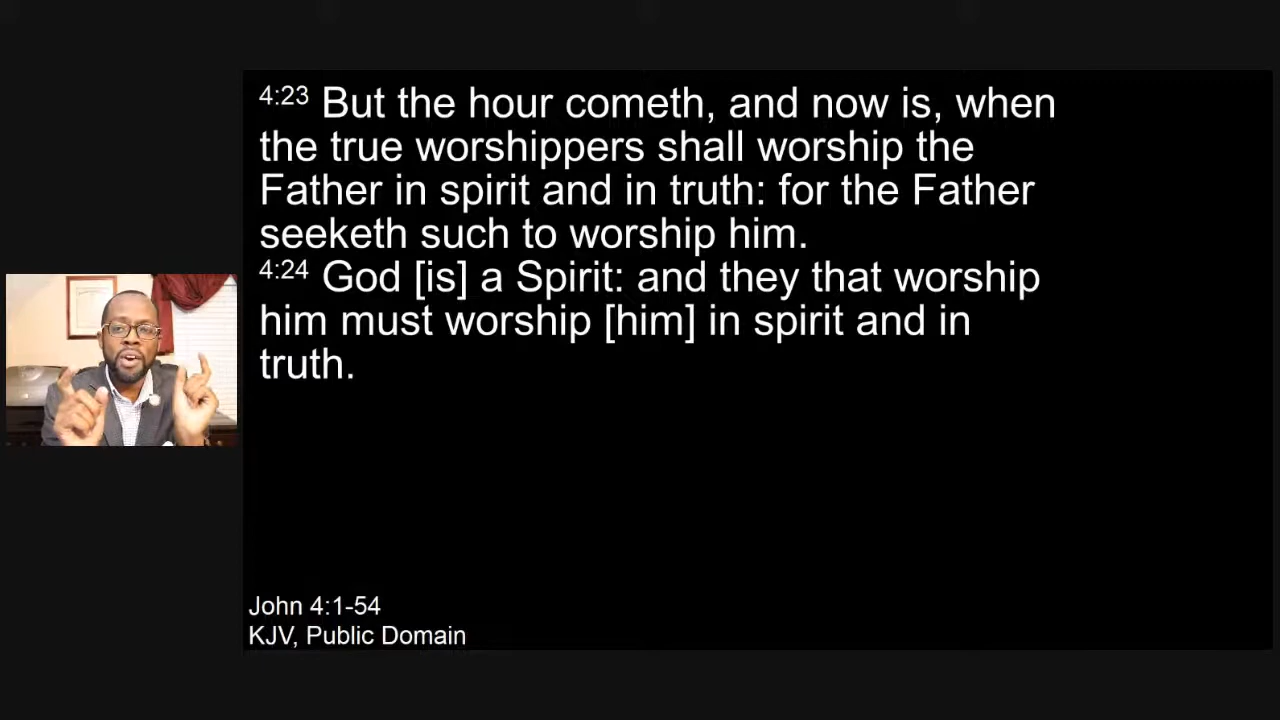 4:23 But the hour cometh, and now is, when
the true worshippers shall worship the
Father in spirit and in truth: for the Father
seeketh such to worship him.
4:24 God [is] a Spirit: and they that worship
him must worship [him] in spirit and in
truth.
John 4:1-54
KJV, Public Domain